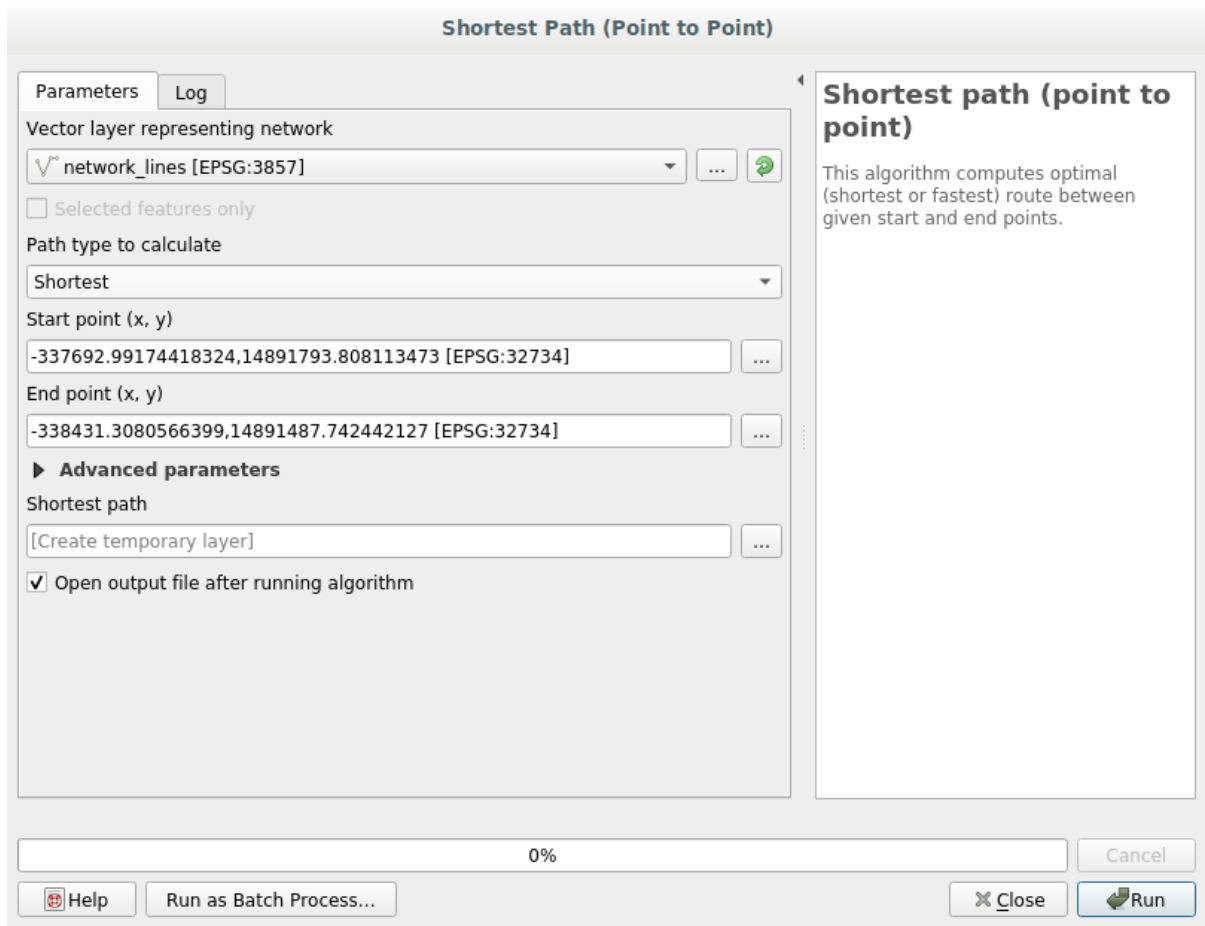 Shortest Path (Point to Point)
Parameters
Log
Vector layer representing network
network_lines [EPSG:3857]
...
Selected features only
Path type to calculate
Shortest
Start point (x, y)
-337692.99174418324,14891793.808113473 [EPSG:32734]
...
End point (x, y)
-338431.3080566399,14891487.742442127 [EPSG:32734]
...
Advanced parameters
Shortest path
[Create temporary layer]
...
Open output file after running algorithm
Shortest path (point to
point)
This algorithm computes optimal
(shortest or fastest) route between
given start and end points.
0%
Cancel
Help
Run as Batch Process...
Close
Run